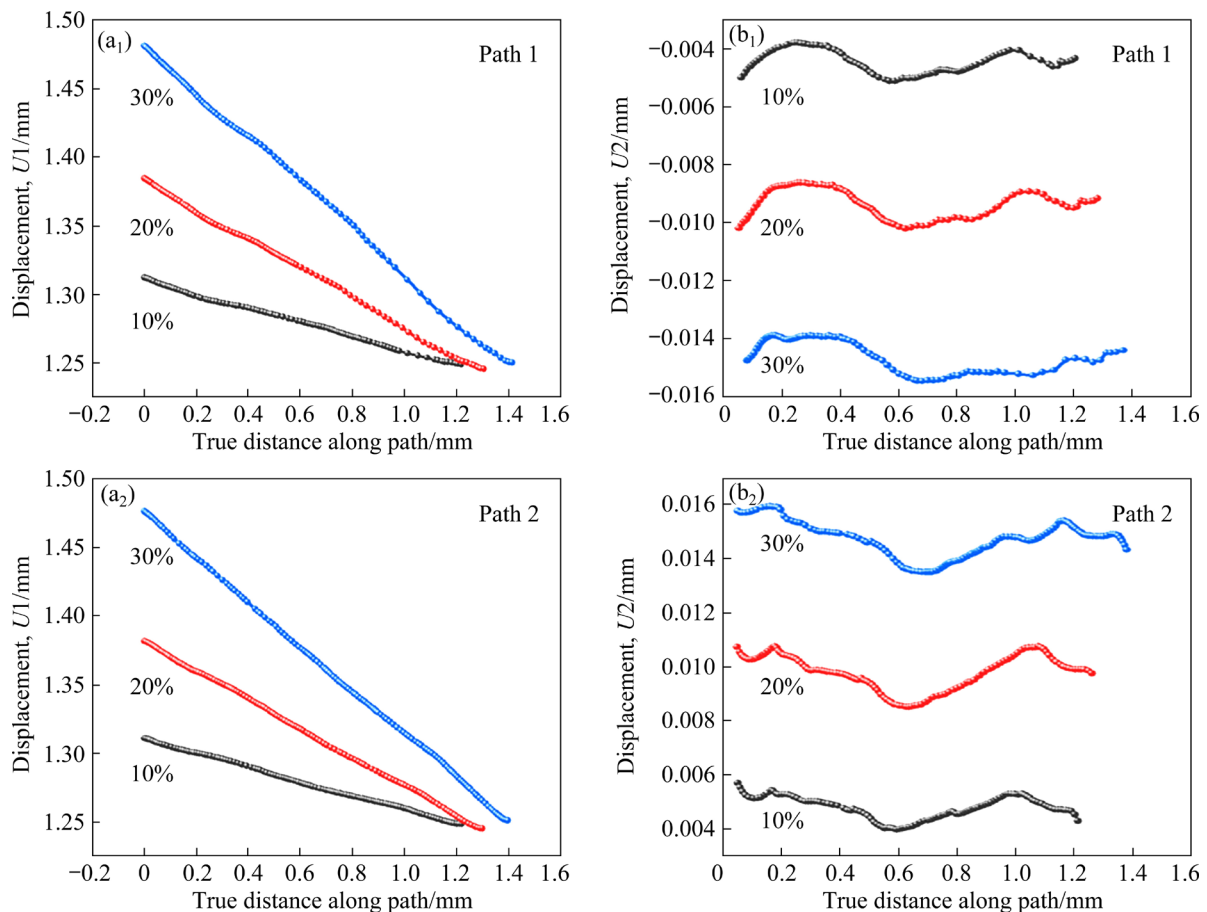 (a₁)
Path 1
30%
20%
10%
1.50
1.45
1.40
1.35
1.30
1.25
Displacement, U1/mm
−0.2 0 0.2 0.4 0.6 0.8 1.0 1.2 1.4 1.6
True distance along path/mm
(b₁)
Path 1
10%
20%
30%
−0.004
−0.006
−0.008
−0.010
−0.012
−0.014
−0.016
Displacement, U2/mm
0 0.2 0.4 0.6 0.8 1.0 1.2 1.4 1.6
True distance along path/mm
(a₂)
Path 2
30%
20%
10%
1.50
1.45
1.40
1.35
1.30
1.25
Displacement, U1/mm
−0.2 0 0.2 0.4 0.6 0.8 1.0 1.2 1.4 1.6
True distance along path/mm
(b₂)
Path 2
30%
20%
10%
0.016
0.014
0.012
0.010
0.008
0.006
0.004
Displacement, U2/mm
0 0.2 0.4 0.6 0.8 1.0 1.2 1.4 1.6
True distance along path/mm